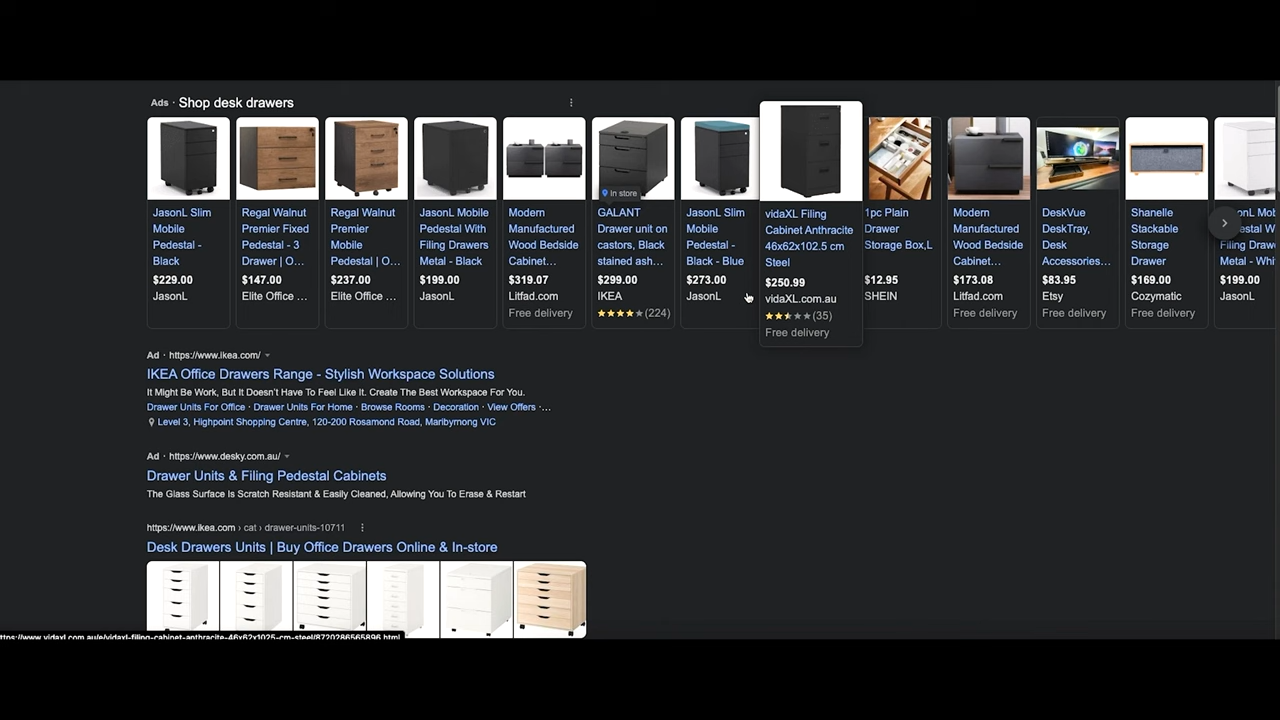 Ads · Shop desk drawers
JasonL Slim
Mobile
Pedestal -
Black
$229.00
JasonL
Regal Walnut
Premier Fixed
Pedestal - 3
Drawer | O...
$147.00
Elite Office ...
Regal Walnut
Premier
Mobile
Pedestal | O...
$237.00
Elite Office ...
JasonL Mobile
Pedestal With
Filing Drawers
Metal - Black
$199.00
JasonL
Modern
Manufactured
Wood Bedside
Cabinet...
$319.07
Litfad.com
Free delivery
In store
GALANT
Drawer unit on
castors, Black
stained ash...
$299.00
IKEA
(224)
JasonL Slim
Mobile
Pedestal -
Black - Blue
$273.00
JasonL
vidaXL Filing
Cabinet Anthracite
46x62x102.5 cm
Steel
$250.99
vidaXL.com.au
(35)
Free delivery
1pc Plain
Drawer
Storage Box,L
$12.95
SHEIN
Modern
Manufactured
Wood Bedside
Cabinet...
$173.08
Litfad.com
Free delivery
DeskVue
DeskTray,
Desk
Accessories...
$83.95
Etsy
Free delivery
Shanelle
Stackable
Storage
Drawer
$169.00
Cozymatic
Free delivery
$199.00
JasonL
Ad · https://www.ikea.com/
IKEA Office Drawers Range - Stylish Workspace Solutions
It Might Be Work, But It Doesn't Have To Feel Like It. Create The Best Workspace For You.
Drawer Units For Office · Drawer Units For Home · Browse Rooms · Decoration · View Offers ·...
Level 3, Highpoint Shopping Centre, 120-200 Rosamond Road, Maribyrnong VIC
Ad · https://www.desky.com.au/
Drawer Units & Filing Pedestal Cabinets
The Glass Surface Is Scratch Resistant & Easily Cleaned, Allowing You To Erase & Restart
https://www.ikea.com › cat › drawer-units-10711
Desk Drawers Units | Buy Office Drawers Online & In-store